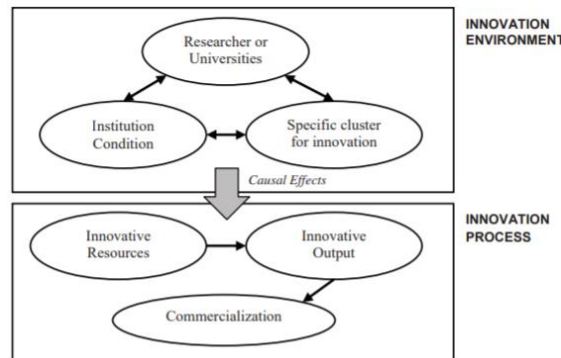 INNOVATION
ENVIRONMENT
Researcher or
Universities
Institution
Condition
Specific cluster
for innovation
Causal Effects
INNOVATION
PROCESS
Innovative
Resources
Innovative
Output
Commercialization